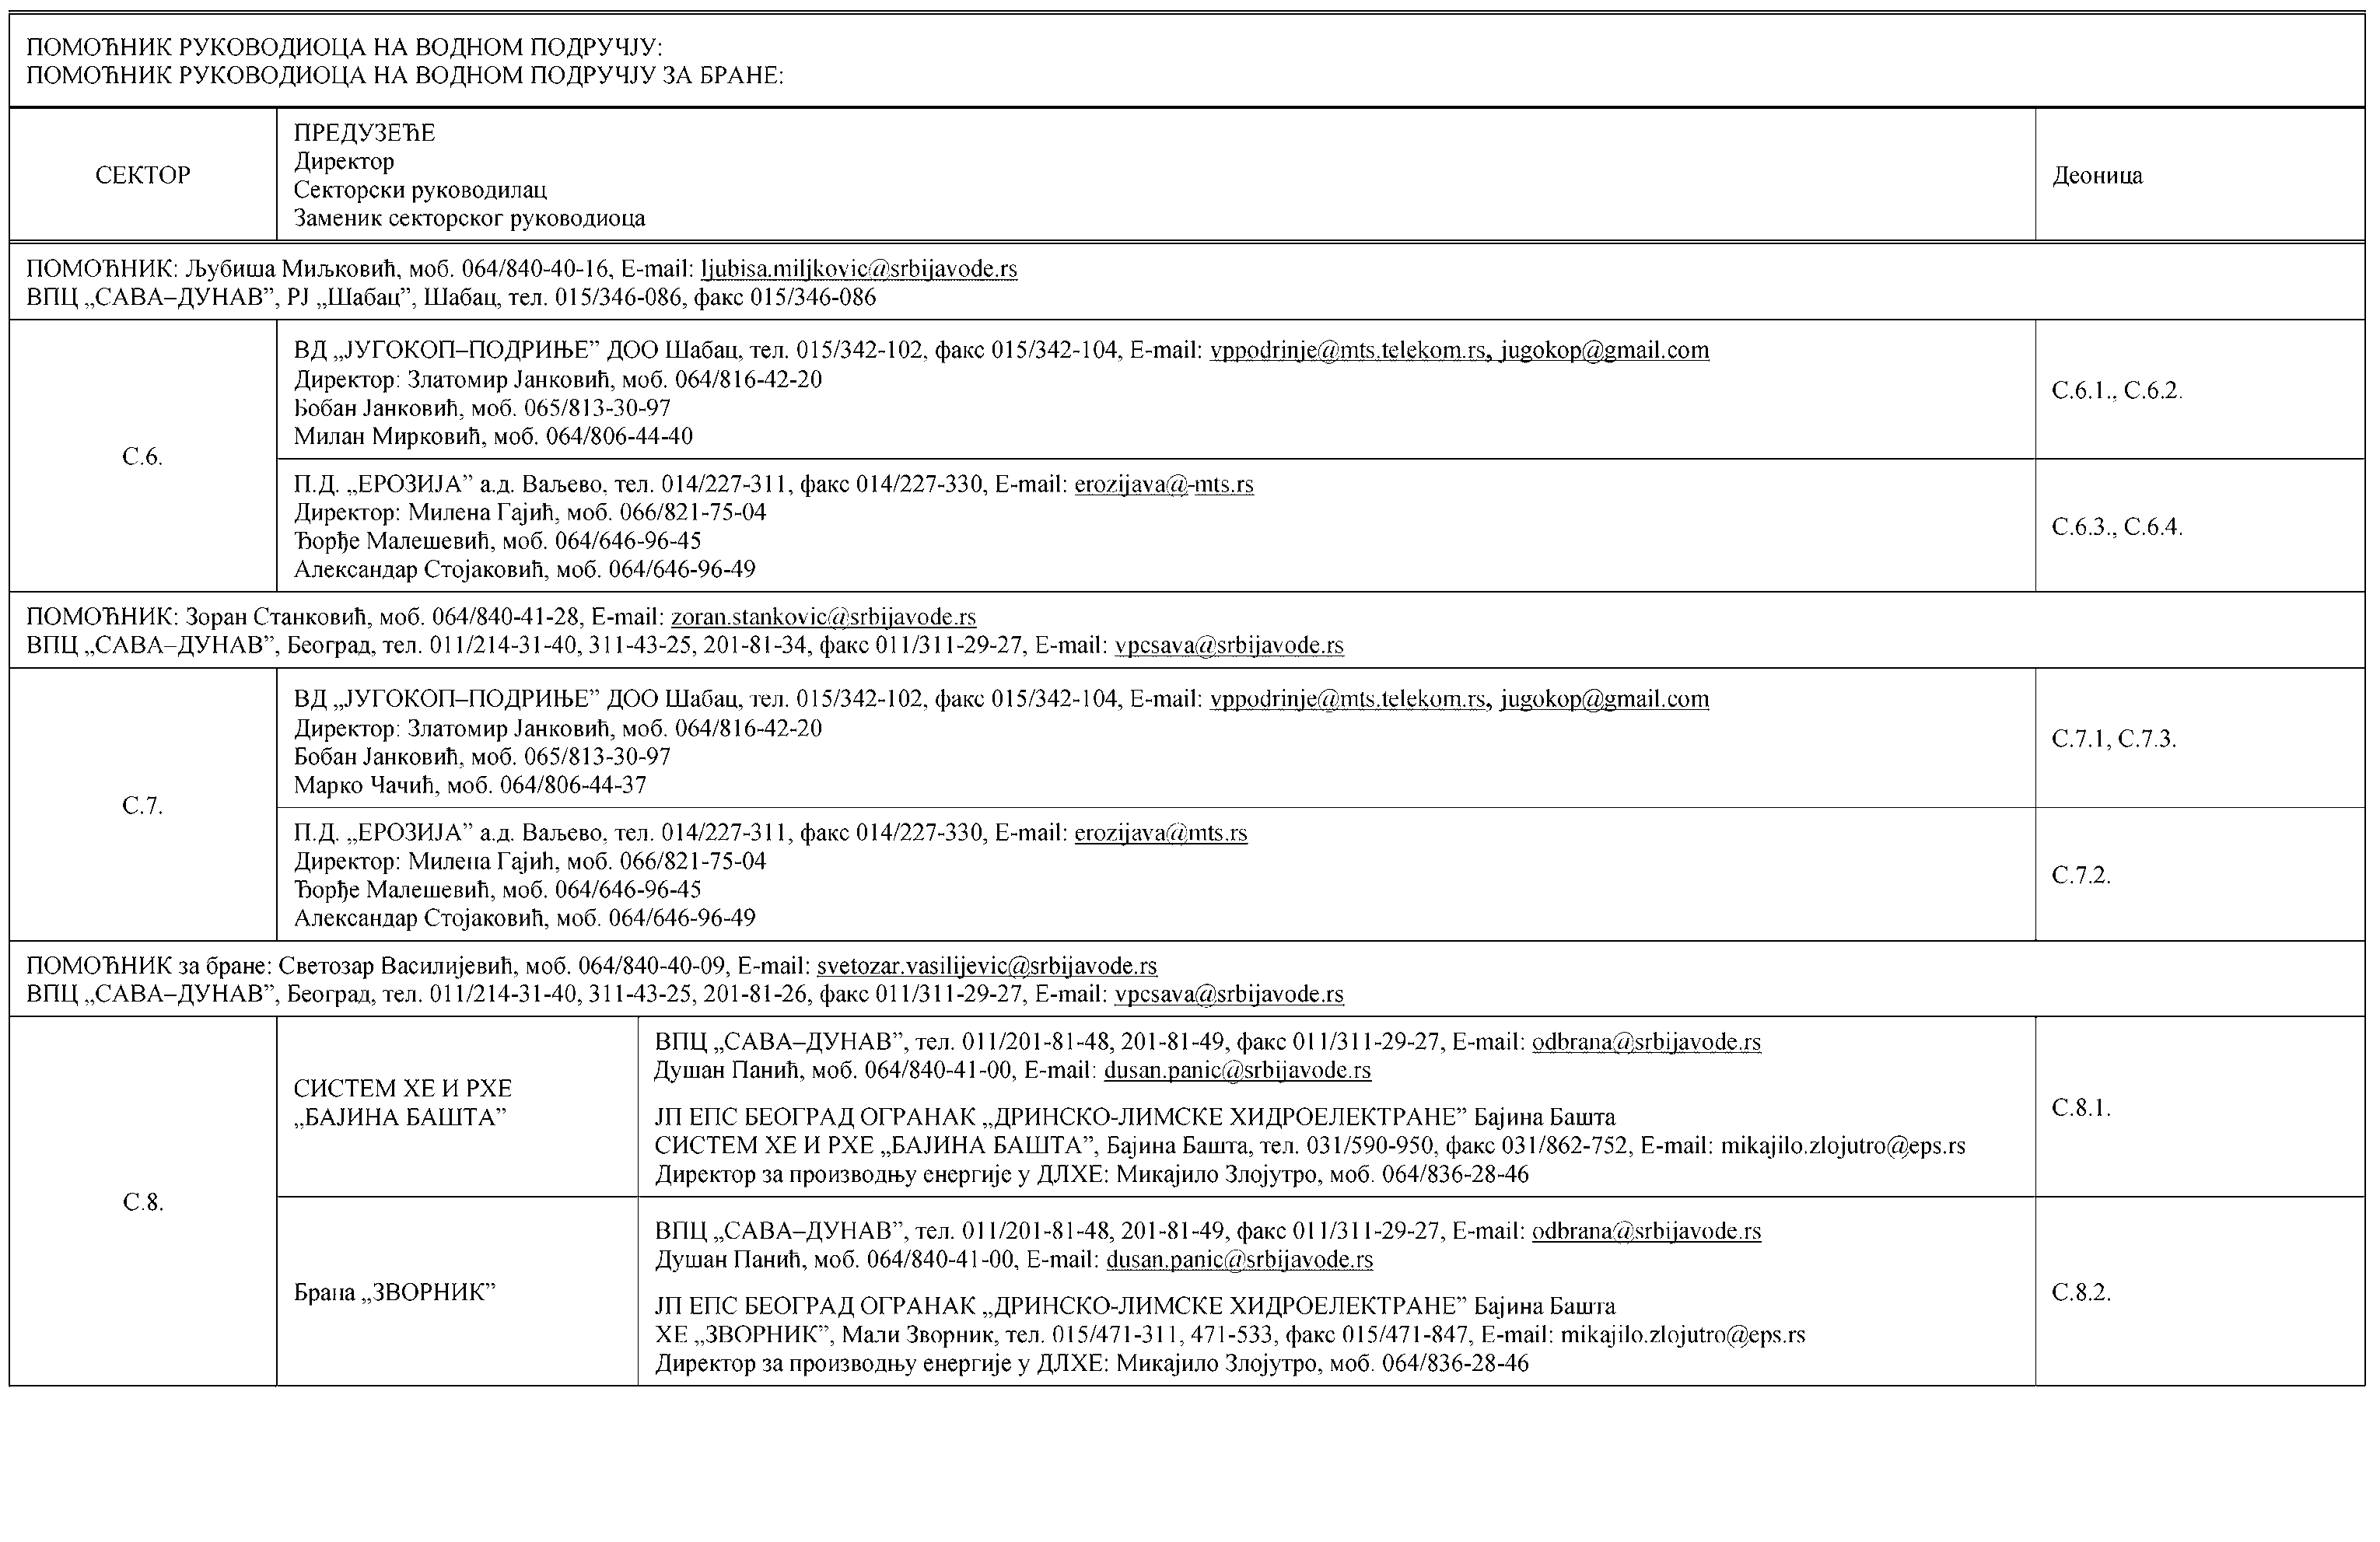 ПОМОЋНИК РУКОВОДИОЦА НА ВОДНОМ ПОДРУЧЈУ:
ПОМОЋНИК РУКОВОДИОЦА НА ВОДНОМ ПОДРУЧЈУ ЗА БРАНЕ:
СЕКТОР
ПРЕДУЗЕЋЕ
Директор
Секторски руководилац
Заменик секторског руководиоца
Деоница
ПОМОЋНИК: Љубиша Миљковић, моб. 064/840-40-16, E-mail: ljubisa.miljkovic@srbijavode.rs
ВПЦ „САВА–ДУНАВ”, РЈ „Шабац”, Шабац, тел. 015/346-086, факс 015/346-086
С.6.
ВД „ЈУГОКОП–ПОДРИЊЕ” ДОО Шабац, тел. 015/342-102, факс 015/342-104, E-mail: vppodrinje@mts.telekom.rs, jugokop@gmail.com
Директор: Златомир Јанковић, моб. 064/816-42-20
Бобан Јанковић, моб. 065/813-30-97
Милан Мирковић, моб. 064/806-44-40
С.6.1., С.6.2.
П.Д. „ЕРОЗИЈА” а.д. Ваљево, тел. 014/227-311, факс 014/227-330, E-mail: erozijava@-mts.rs
Директор: Милена Гајић, моб. 066/821-75-04
Ђорђе Малешевић, моб. 064/646-96-45
Александар Стојаковић, моб. 064/646-96-49
С.6.3., С.6.4.
ПОМОЋНИК: Зоран Станковић, моб. 064/840-41-28, E-mail: zoran.stankovic@srbijavode.rs
ВПЦ „САВА–ДУНАВ”, Београд, тел. 011/214-31-40, 311-43-25, 201-81-34, факс 011/311-29-27, E-mail: vpcsava@srbijavode.rs
С.7.
ВД „ЈУГОКОП–ПОДРИЊЕ” ДОО Шабац, тел. 015/342-102, факс 015/342-104, E-mail: vppodrinje@mts.telekom.rs, jugokop@gmail.com
Директор: Златомир Јанковић, моб. 064/816-42-20
Бобан Јанковић, моб. 065/813-30-97
Марко Чачић, моб. 064/806-44-37
С.7.1, С.7.3.
П.Д. „ЕРОЗИЈА” а.д. Ваљево, тел. 014/227-311, факс 014/227-330, E-mail: erozijava@mts.rs
Директор: Милена Гајић, моб. 066/821-75-04
Ђорђе Малешевић, моб. 064/646-96-45
Александар Стојаковић, моб. 064/646-96-49
С.7.2.
ПОМОЋНИК за бране: Светозар Василијевић, моб. 064/840-40-09, E-mail: svetozar.vasilijevic@srbijavode.rs
ВПЦ „САВА–ДУНАВ”, Београд, тел. 011/214-31-40, 311-43-25, 201-81-26, факс 011/311-29-27, E-mail: vpcsava@srbijavode.rs
С.8.
СИСТЕМ ХЕ И РХЕ
„БАЈИНА БАШТА”
ВПЦ „САВА–ДУНАВ”, тел. 011/201-81-48, 201-81-49, факс 011/311-29-27, E-mail: odbrana@srbijavode.rs
Душан Панић, моб. 064/840-41-00, E-mail: dusan.panic@srbijavode.rs
ЈП ЕПС БЕОГРАД ОГРАНАК „ДРИНСКО-ЛИМСКЕ ХИДРОЕЛЕКТРАНЕ” Бајина Башта
СИСТЕМ ХЕ И РХЕ „БАЈИНА БАШТА”, Бајина Башта, тел. 031/590-950, факс 031/862-752, E-mail: mikajilo.zlojutro@eps.rs
Директор за производњу енергије у ДЛХЕ: Микајило Злојутро, моб. 064/836-28-46
С.8.1.
Брана „ЗВОРНИК”
ВПЦ „САВА–ДУНАВ”, тел. 011/201-81-48, 201-81-49, факс 011/311-29-27, E-mail: odbrana@srbijavode.rs
Душан Панић, моб. 064/840-41-00, E-mail: dusan.panic@srbijavode.rs
ЈП ЕПС БЕОГРАД ОГРАНАК „ДРИНСКО-ЛИМСКЕ ХИДРОЕЛЕКТРАНЕ” Бајина Башта
ХЕ „ЗВОРНИК”, Мали Зворник, тел. 015/471-311, 471-533, факс 015/471-847, E-mail: mikajilo.zlojutro@eps.rs
Директор за производњу енергије у ДЛХЕ: Микајило Злојутро, моб. 064/836-28-46
С.8.2.